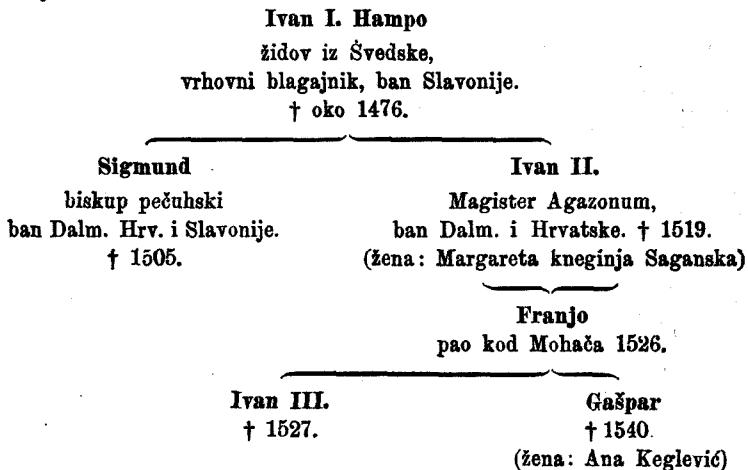 Ivan I. Hampo
židov iz Švedske,
vrhovni blagajnik, ban Slavonije.
† oko 1476.
Sigmund
biskup pečuhski
ban Dalm. Hrv. i Slavonije.
† 1505.
Ivan II.
Magister Agazonum,
ban Dalm. i Hrvatske. † 1519.
(žena: Margareta kneginja Saganska)
Franjo
pao kod Mohača 1526.
Ivan III.
† 1527.
Gašpar
† 1540.
(žena: Ana Keglević)